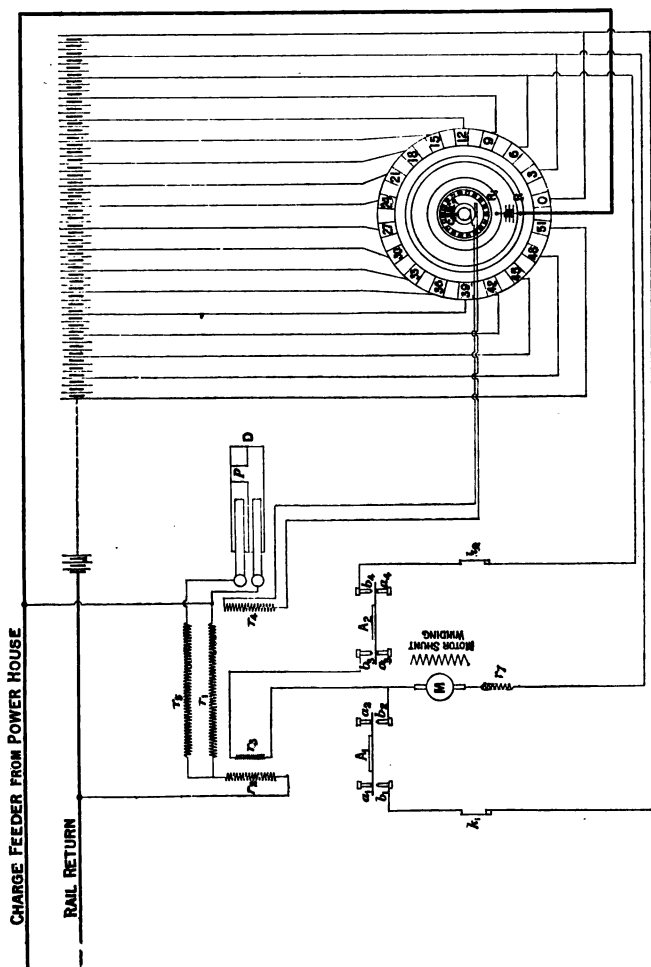 CHARGE FEEDER FROM POWER HOUSE
RAIL RETURN
D
P
r5
r1
r2
r3
r4
A1
a1
a2
b1
b2
A2
b3
b4
a3
a4
MOTOR SHUNT
WINDING
M
r7
k1
k2
0
3
6
9
12
15
18
21
24
27
30
33
36
39
42
45
48
51